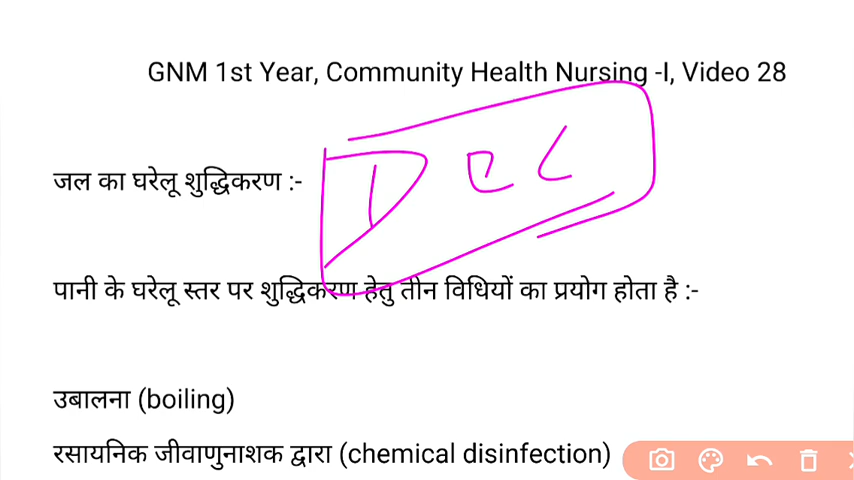 GNM 1st Year, Community Health Nursing -I, Video 28
जल का घरेलू शुद्धिकरण :-
पानी के घरेलू स्तर पर शुद्धिकरण हेतु तीन विधियों का प्रयोग होता है :-
उबालना (boiling)
रसायनिक जीवाणुनाशक द्वारा (chemical disinfection)